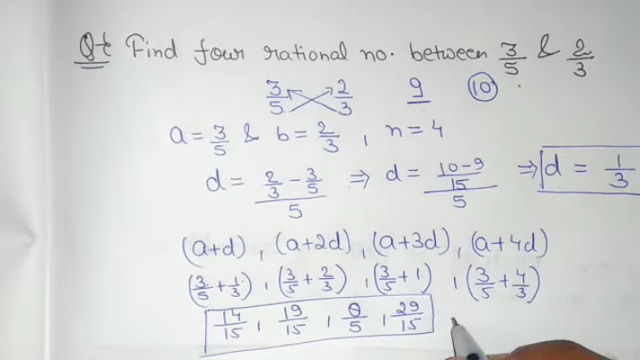 Q1 Find four rational no. between 3/5 & 2/3
3/5 2/3 9 10
a = 3/5 & b = 2/3 , n = 4
d = (2/3 - 3/5)/5 ⇒ d = ((10-9)/15)/5 ⇒ d = 1/3
(a+d) , (a+2d) , (a+3d) , (a+4d)
(3/5 + 1/3) , (3/5 + 2/3) , (3/5 + 1) , (3/5 + 4/3)
14/15 , 19/15 , 8/5 , 29/15